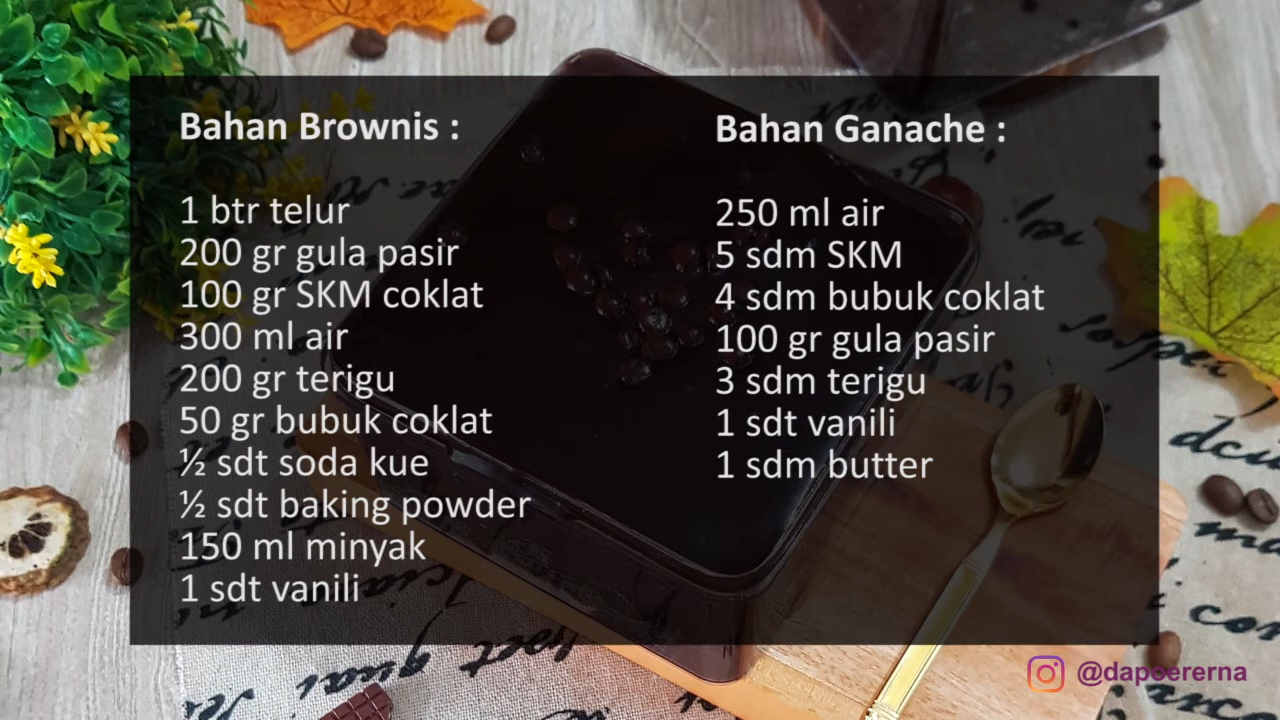 Bahan Brownis :
1 btr telur
200 gr gula pasir
100 gr SKM coklat
300 ml air
200 gr terigu
50 gr bubuk coklat
½ sdt soda kue
½ sdt baking powder
150 ml minyak
1 sdt vanili
Bahan Ganache :
250 ml air
5 sdm SKM
4 sdm bubuk coklat
100 gr gula pasir
3 sdm terigu
1 sdt vanili
1 sdm butter
@dapoererna